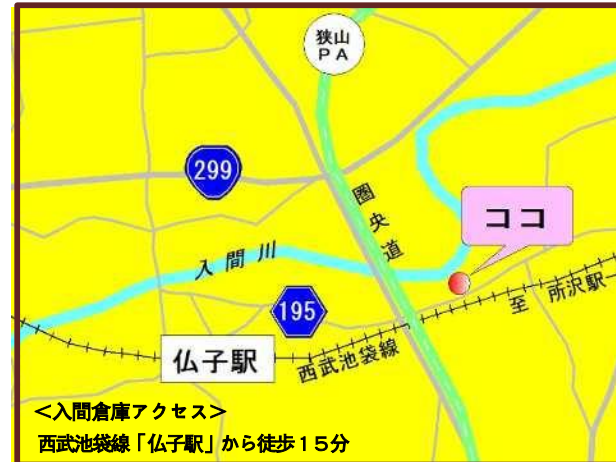 狭山
PA
299
圏央道
ココ
入間川
195
至 所沢駅
仏子駅
西武池袋線
＜入間倉庫アクセス＞
西武池袋線「仏子駅」から徒歩１５分